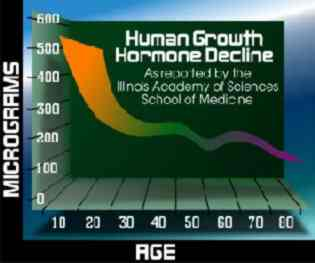 Human Growth
Hormone Decline
As reported by the
Illinois Academy of Sciences
School of Medicine
MICROGRAMS
600
500
400
300
200
100
0
10 20 30 40 50 60 70 80
AGE